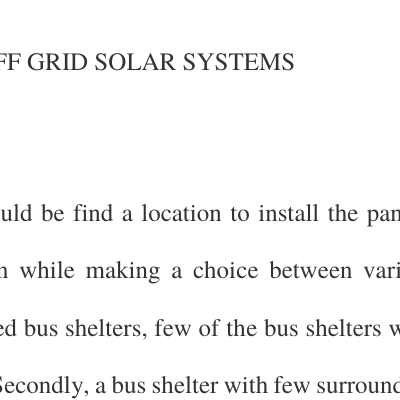 FF GRID SOLAR SYSTEMS
uld be find a location to install the pan
n while making a choice between vari
ed bus shelters, few of the bus shelters w
Secondly, a bus shelter with few surround